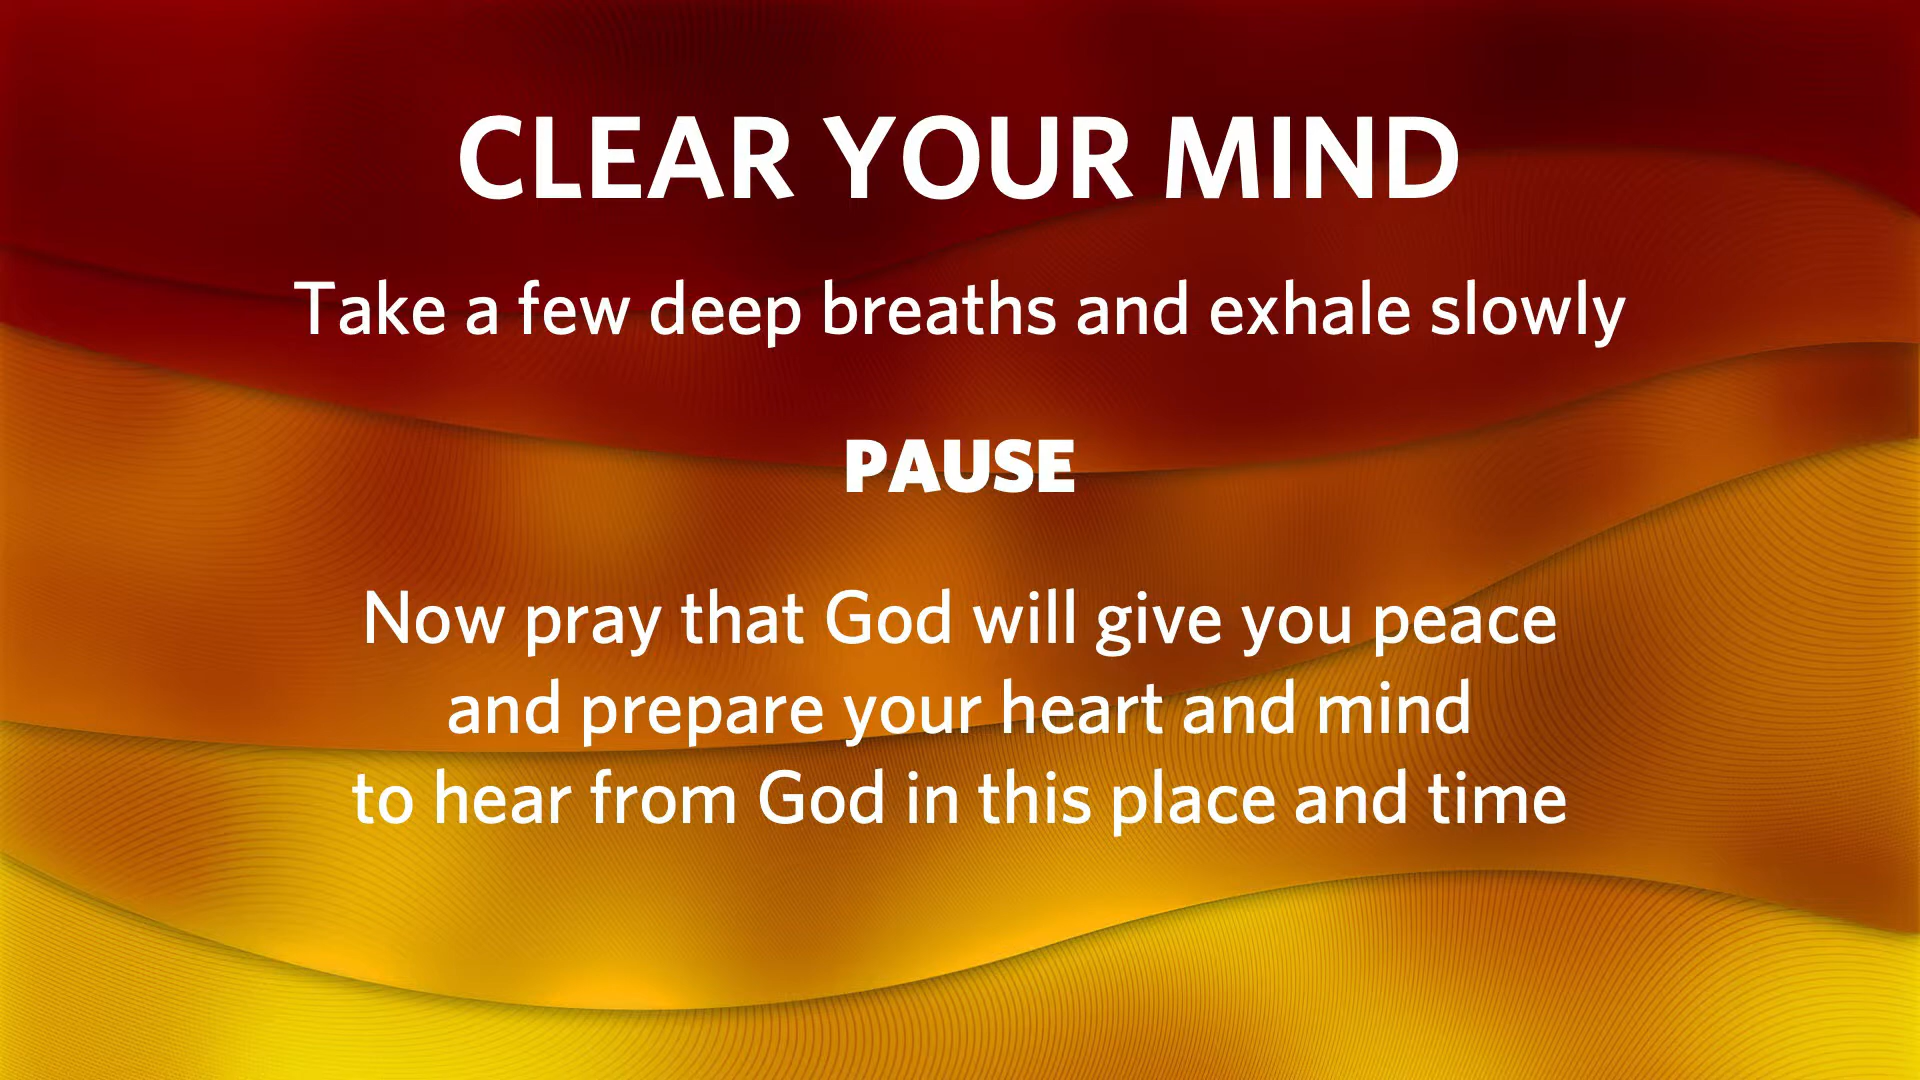 CLEAR YOUR MIND
Take a few deep breaths and exhale slowly
PAUSE
Now pray that God will give you peace
and prepare your heart and mind
to hear from God in this place and time